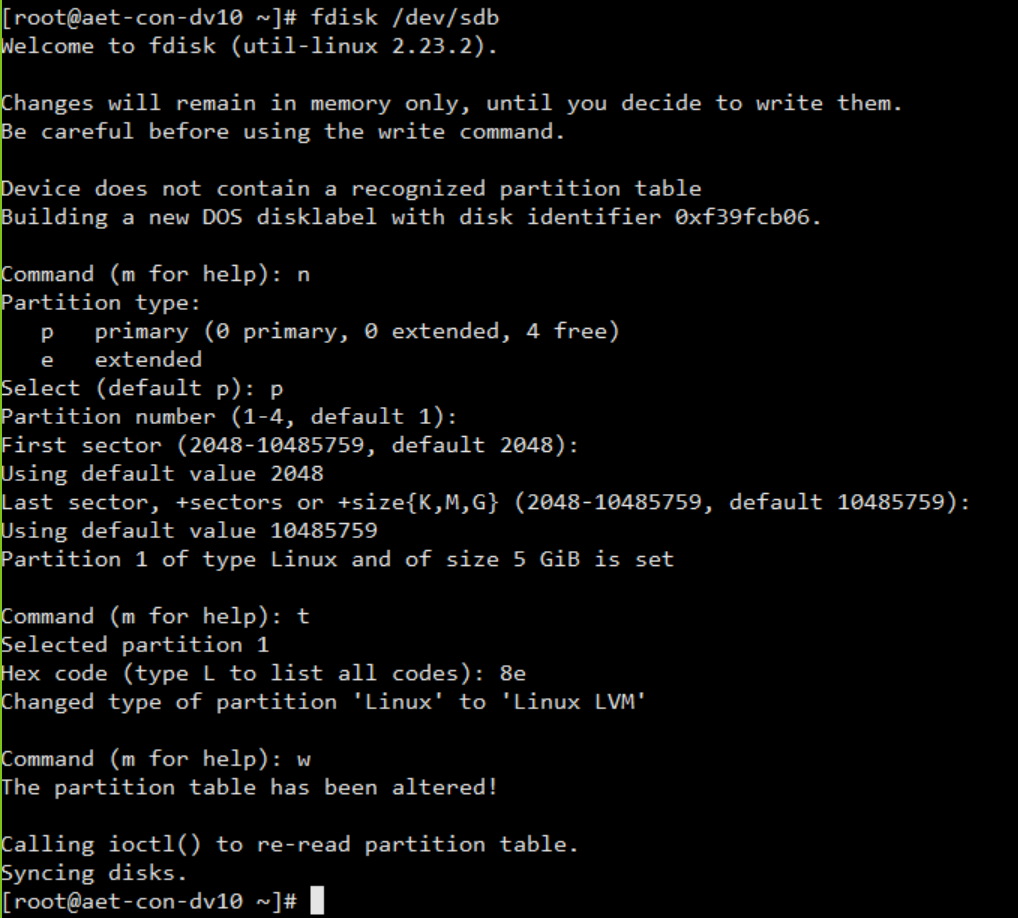 [root@aet-con-dv10 ~]# fdisk /dev/sdb
Welcome to fdisk (util-linux 2.23.2).
Changes will remain in memory only, until you decide to write them.
Be careful before using the write command.
Device does not contain a recognized partition table
Building a new DOS disklabel with disk identifier 0xf39fcb06.
Command (m for help): n
Partition type:
   p   primary (0 primary, 0 extended, 4 free)
   e   extended
Select (default p): p
Partition number (1-4, default 1):
First sector (2048-10485759, default 2048):
Using default value 2048
Last sector, +sectors or +size{K,M,G} (2048-10485759, default 10485759):
Using default value 10485759
Partition 1 of type Linux and of size 5 GiB is set
Command (m for help): t
Selected partition 1
Hex code (type L to list all codes): 8e
Changed type of partition 'Linux' to 'Linux LVM'
Command (m for help): w
The partition table has been altered!
Calling ioctl() to re-read partition table.
Syncing disks.
[root@aet-con-dv10 ~]#